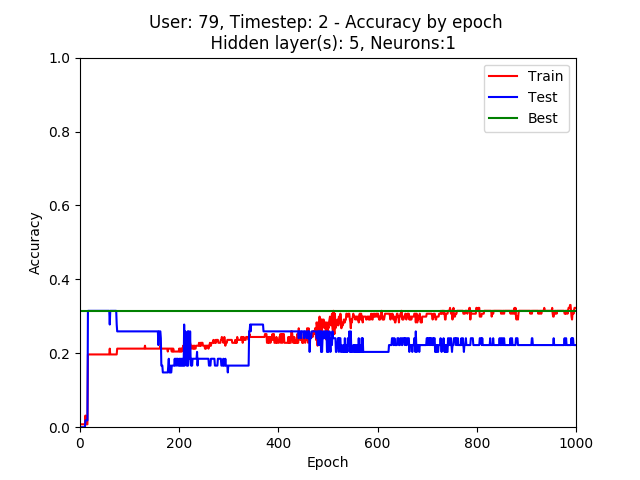 User: 79, Timestep: 2 - Accuracy by epoch
Hidden layer(s): 5, Neurons:1
Train
Test
Best
1.0
0.8
0.6
0.4
0.2
0.0
Accuracy
0 200 400 600 800 1000
Epoch